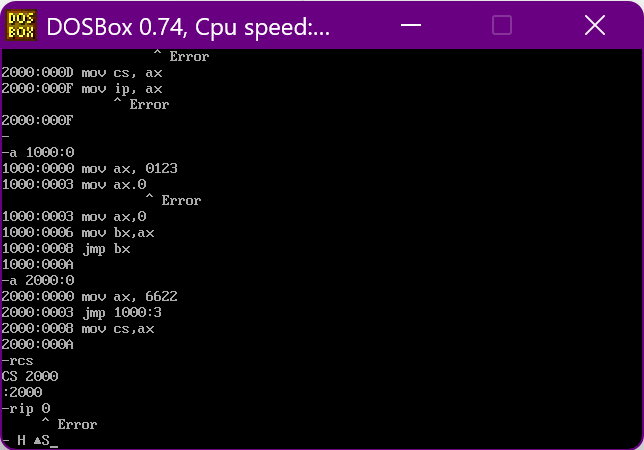 DOS
BOX
DOSBox 0.74, Cpu speed:...
^ Error
2000:000D mov cs, ax
2000:000F mov ip, ax
^ Error
2000:000F
-
-a 1000:0
1000:0000 mov ax, 0123
1000:0003 mov ax.0
^ Error
1000:0003 mov ax,0
1000:0006 mov bx,ax
1000:0008 jmp bx
1000:000A
-a 2000:0
2000:0000 mov ax, 6622
2000:0003 jmp 1000:3
2000:0008 mov cs,ax
2000:000A
-rcs
CS 2000
:2000
-rip 0
^ Error
- H ▲S_